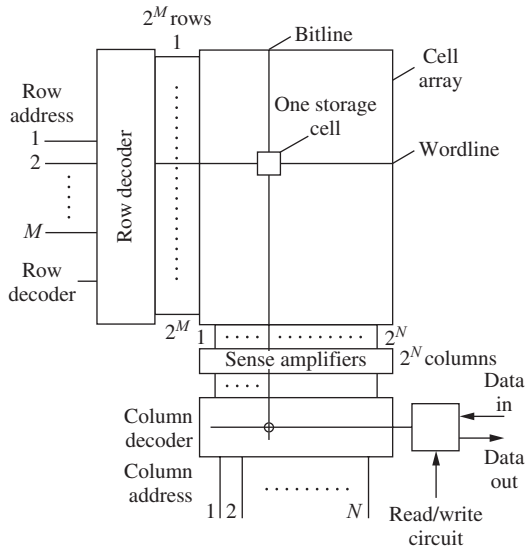 2^M rows
1
Bitline
Cell
array
Row
address
1
2
M
Row
decoder
Row decoder
One storage
cell
Wordline
2^M
1
2^N
Sense amplifiers
2^N columns
Column
decoder
Data
in
Data
out
Column
address
1
2
N
Read/write
circuit